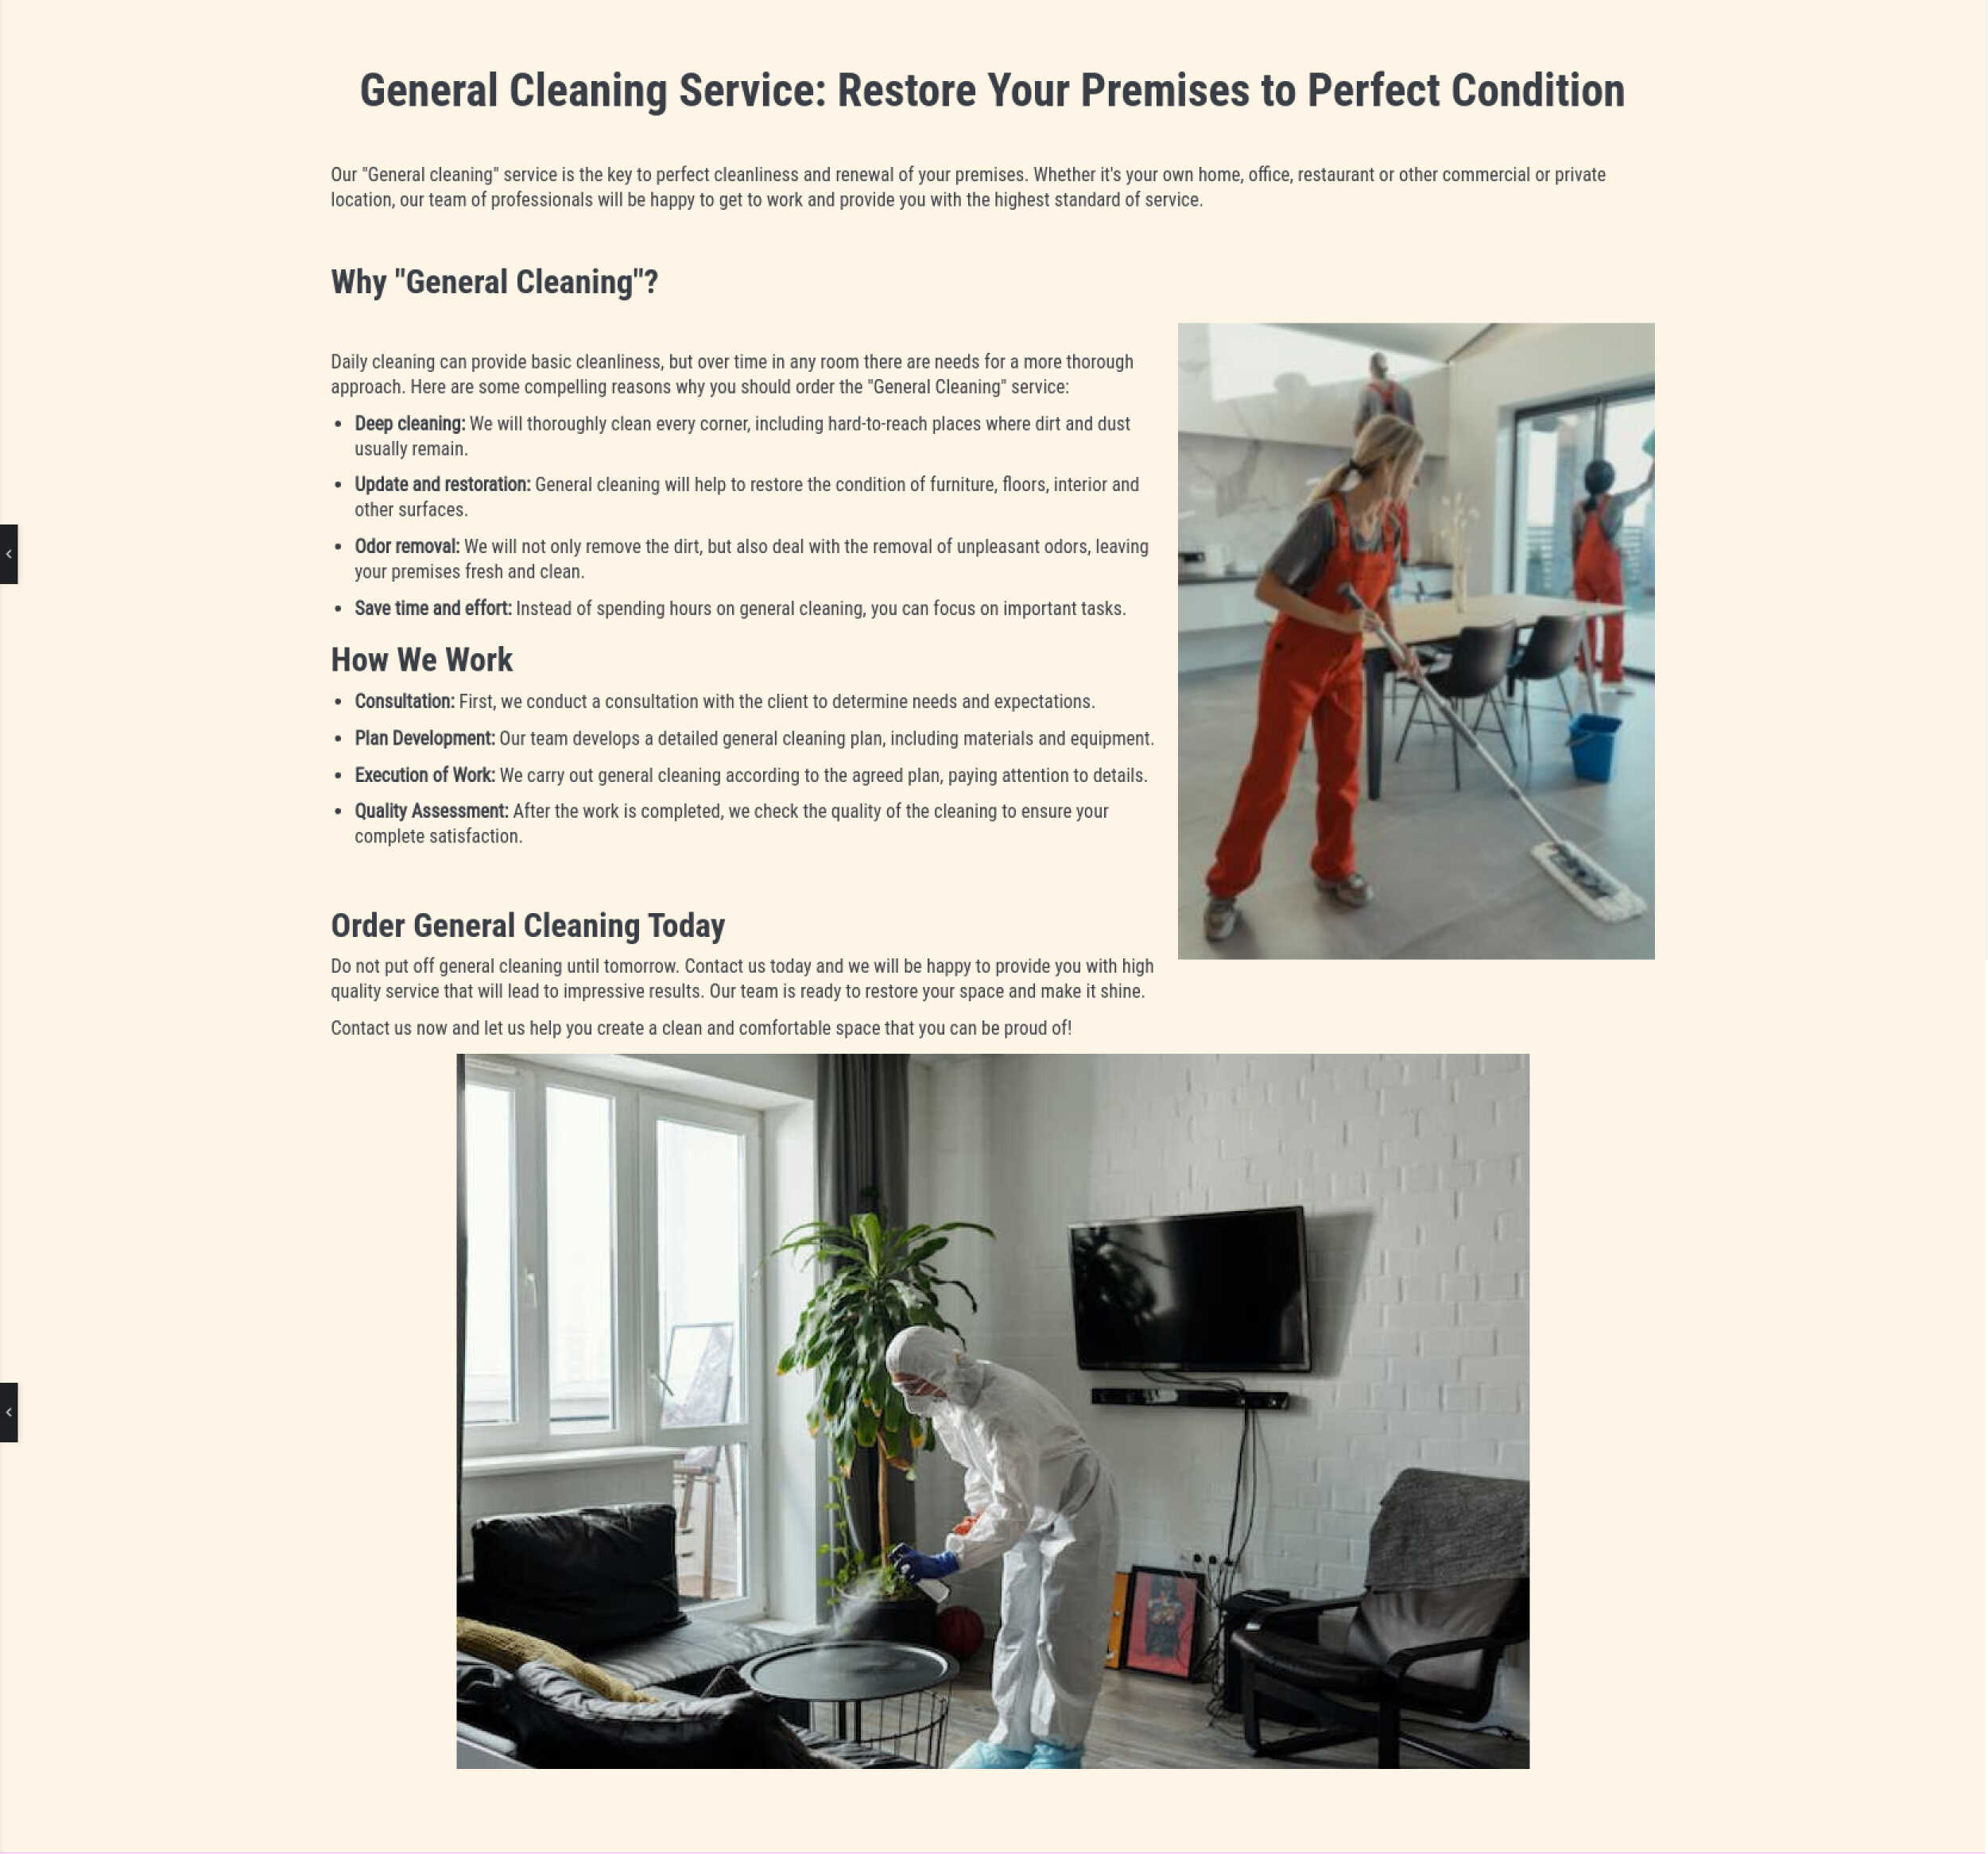 General Cleaning Service: Restore Your Premises to Perfect Condition
Our "General cleaning" service is the key to perfect cleanliness and renewal of your premises. Whether it's your own home, office, restaurant or other commercial or private
location, our team of professionals will be happy to get to work and provide you with the highest standard of service.
Why "General Cleaning"?
Daily cleaning can provide basic cleanliness, but over time in any room there are needs for a more thorough
approach. Here are some compelling reasons why you should order the "General Cleaning" service:
• Deep cleaning: We will thoroughly clean every corner, including hard-to-reach places where dirt and dust
usually remain.
• Update and restoration: General cleaning will help to restore the condition of furniture, floors, interior and
other surfaces.
• Odor removal: We will not only remove the dirt, but also deal with the removal of unpleasant odors, leaving
your premises fresh and clean.
• Save time and effort: Instead of spending hours on general cleaning, you can focus on important tasks.
How We Work
• Consultation: First, we conduct a consultation with the client to determine needs and expectations.
• Plan Development: Our team develops a detailed general cleaning plan, including materials and equipment.
• Execution of Work: We carry out general cleaning according to the agreed plan, paying attention to details.
• Quality Assessment: After the work is completed, we check the quality of the cleaning to ensure your
complete satisfaction.
Order General Cleaning Today
Do not put off general cleaning until tomorrow. Contact us today and we will be happy to provide you with high
quality service that will lead to impressive results. Our team is ready to restore your space and make it shine.
Contact us now and let us help you create a clean and comfortable space that you can be proud of!